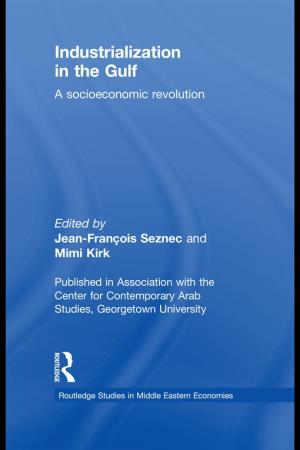 Industrialization
in the Gulf
A socioeconomic revolution
Edited by
Jean-François Seznec and
Mimi Kirk
Published in Association with the
Center for Contemporary Arab
Studies, Georgetown University
ROUTLEDGE
Routledge Studies in Middle Eastern Economies